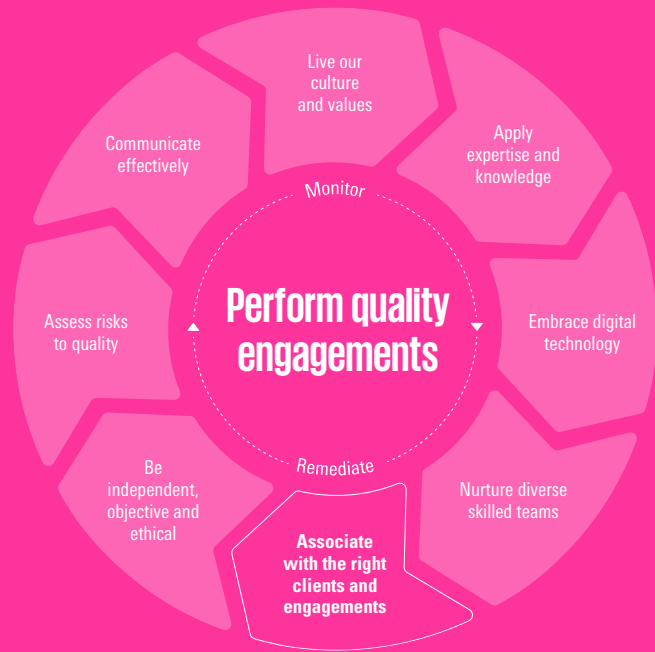 Live our
culture
and values
Apply
expertise and
knowledge
Embrace digital
technology
Nurture diverse
skilled teams
Associate
with the right
clients and
engagements
Be
independent,
objective and
ethical
Assess risks
to quality
Communicate
effectively
Monitor
Perform quality
engagements
Remediate